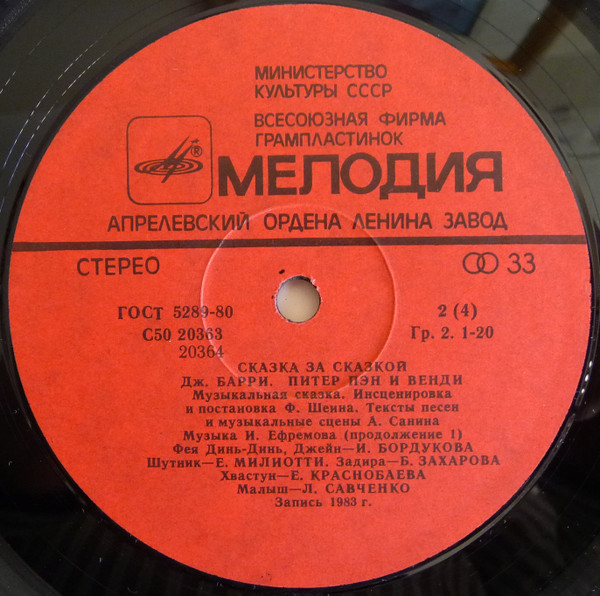 МИНИСТЕРСТВО
КУЛЬТУРЫ СССР
ВСЕСОЮЗНАЯ ФИРМА
ГРАМПЛАСТИНОК
®
МЕЛОДИЯ
АПРЕЛЕВСКИЙ ОРДЕНА ЛЕНИНА ЗАВОД
СТЕРЕО 33
ГОСТ 5289-80 2 (4)
С50 20363 Гр. 2. 1-20
20364
СКАЗКА ЗА СКАЗКОЙ
Дж. БАРРИ. ПИТЕР ПЭН И ВЕНДИ
Музыкальная сказка. Инсценировка
и постановка Ф. Шенна. Тексты песен
и музыкальные сцены А. Санина
Музыка И. Ефремова (продолжение 1)
Фея Динь-Динь, Джейн—И. БОРДУКОВА
Шутник—Е. МИЛИОТТИ. Задира—Б. ЗАХАРОВА
Хвастун—Е. КРАСНОБАЕВА
Малыш—Л. САВЧЕНКО
Запись 1983 г.